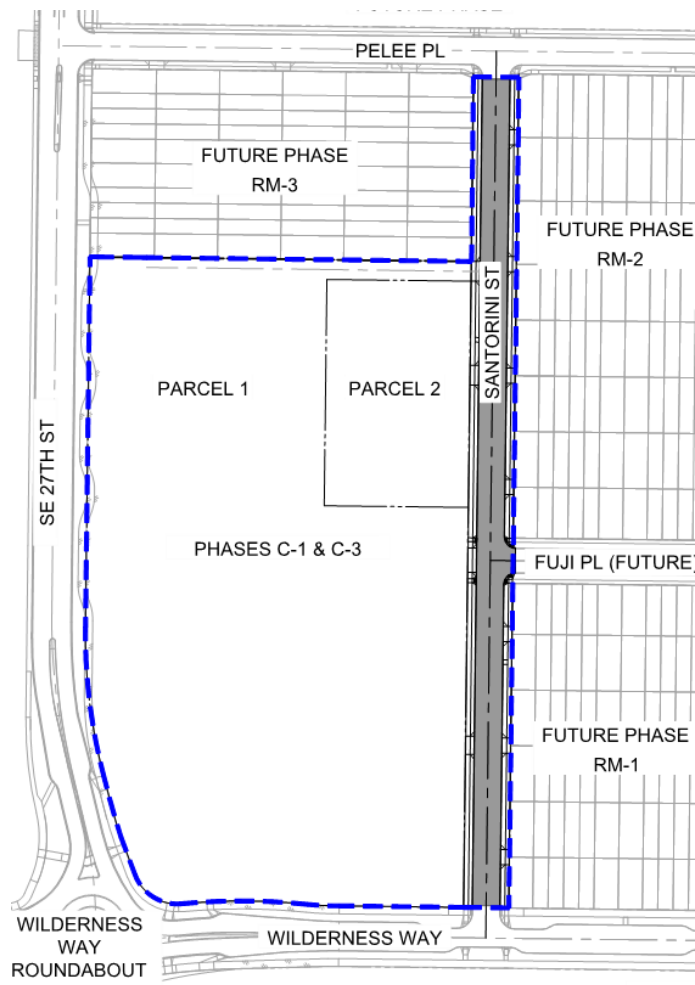 PELEE PL
FUTURE PHASE
RM-3
FUTURE PHASE
RM-2
SANTORINI ST
PARCEL 1
PARCEL 2
SE 27TH ST
PHASES C-1 & C-3
FUJI PL (FUTURE)
FUTURE PHASE
RM-1
WILDERNESS
WAY
ROUNDABOUT
WILDERNESS WAY